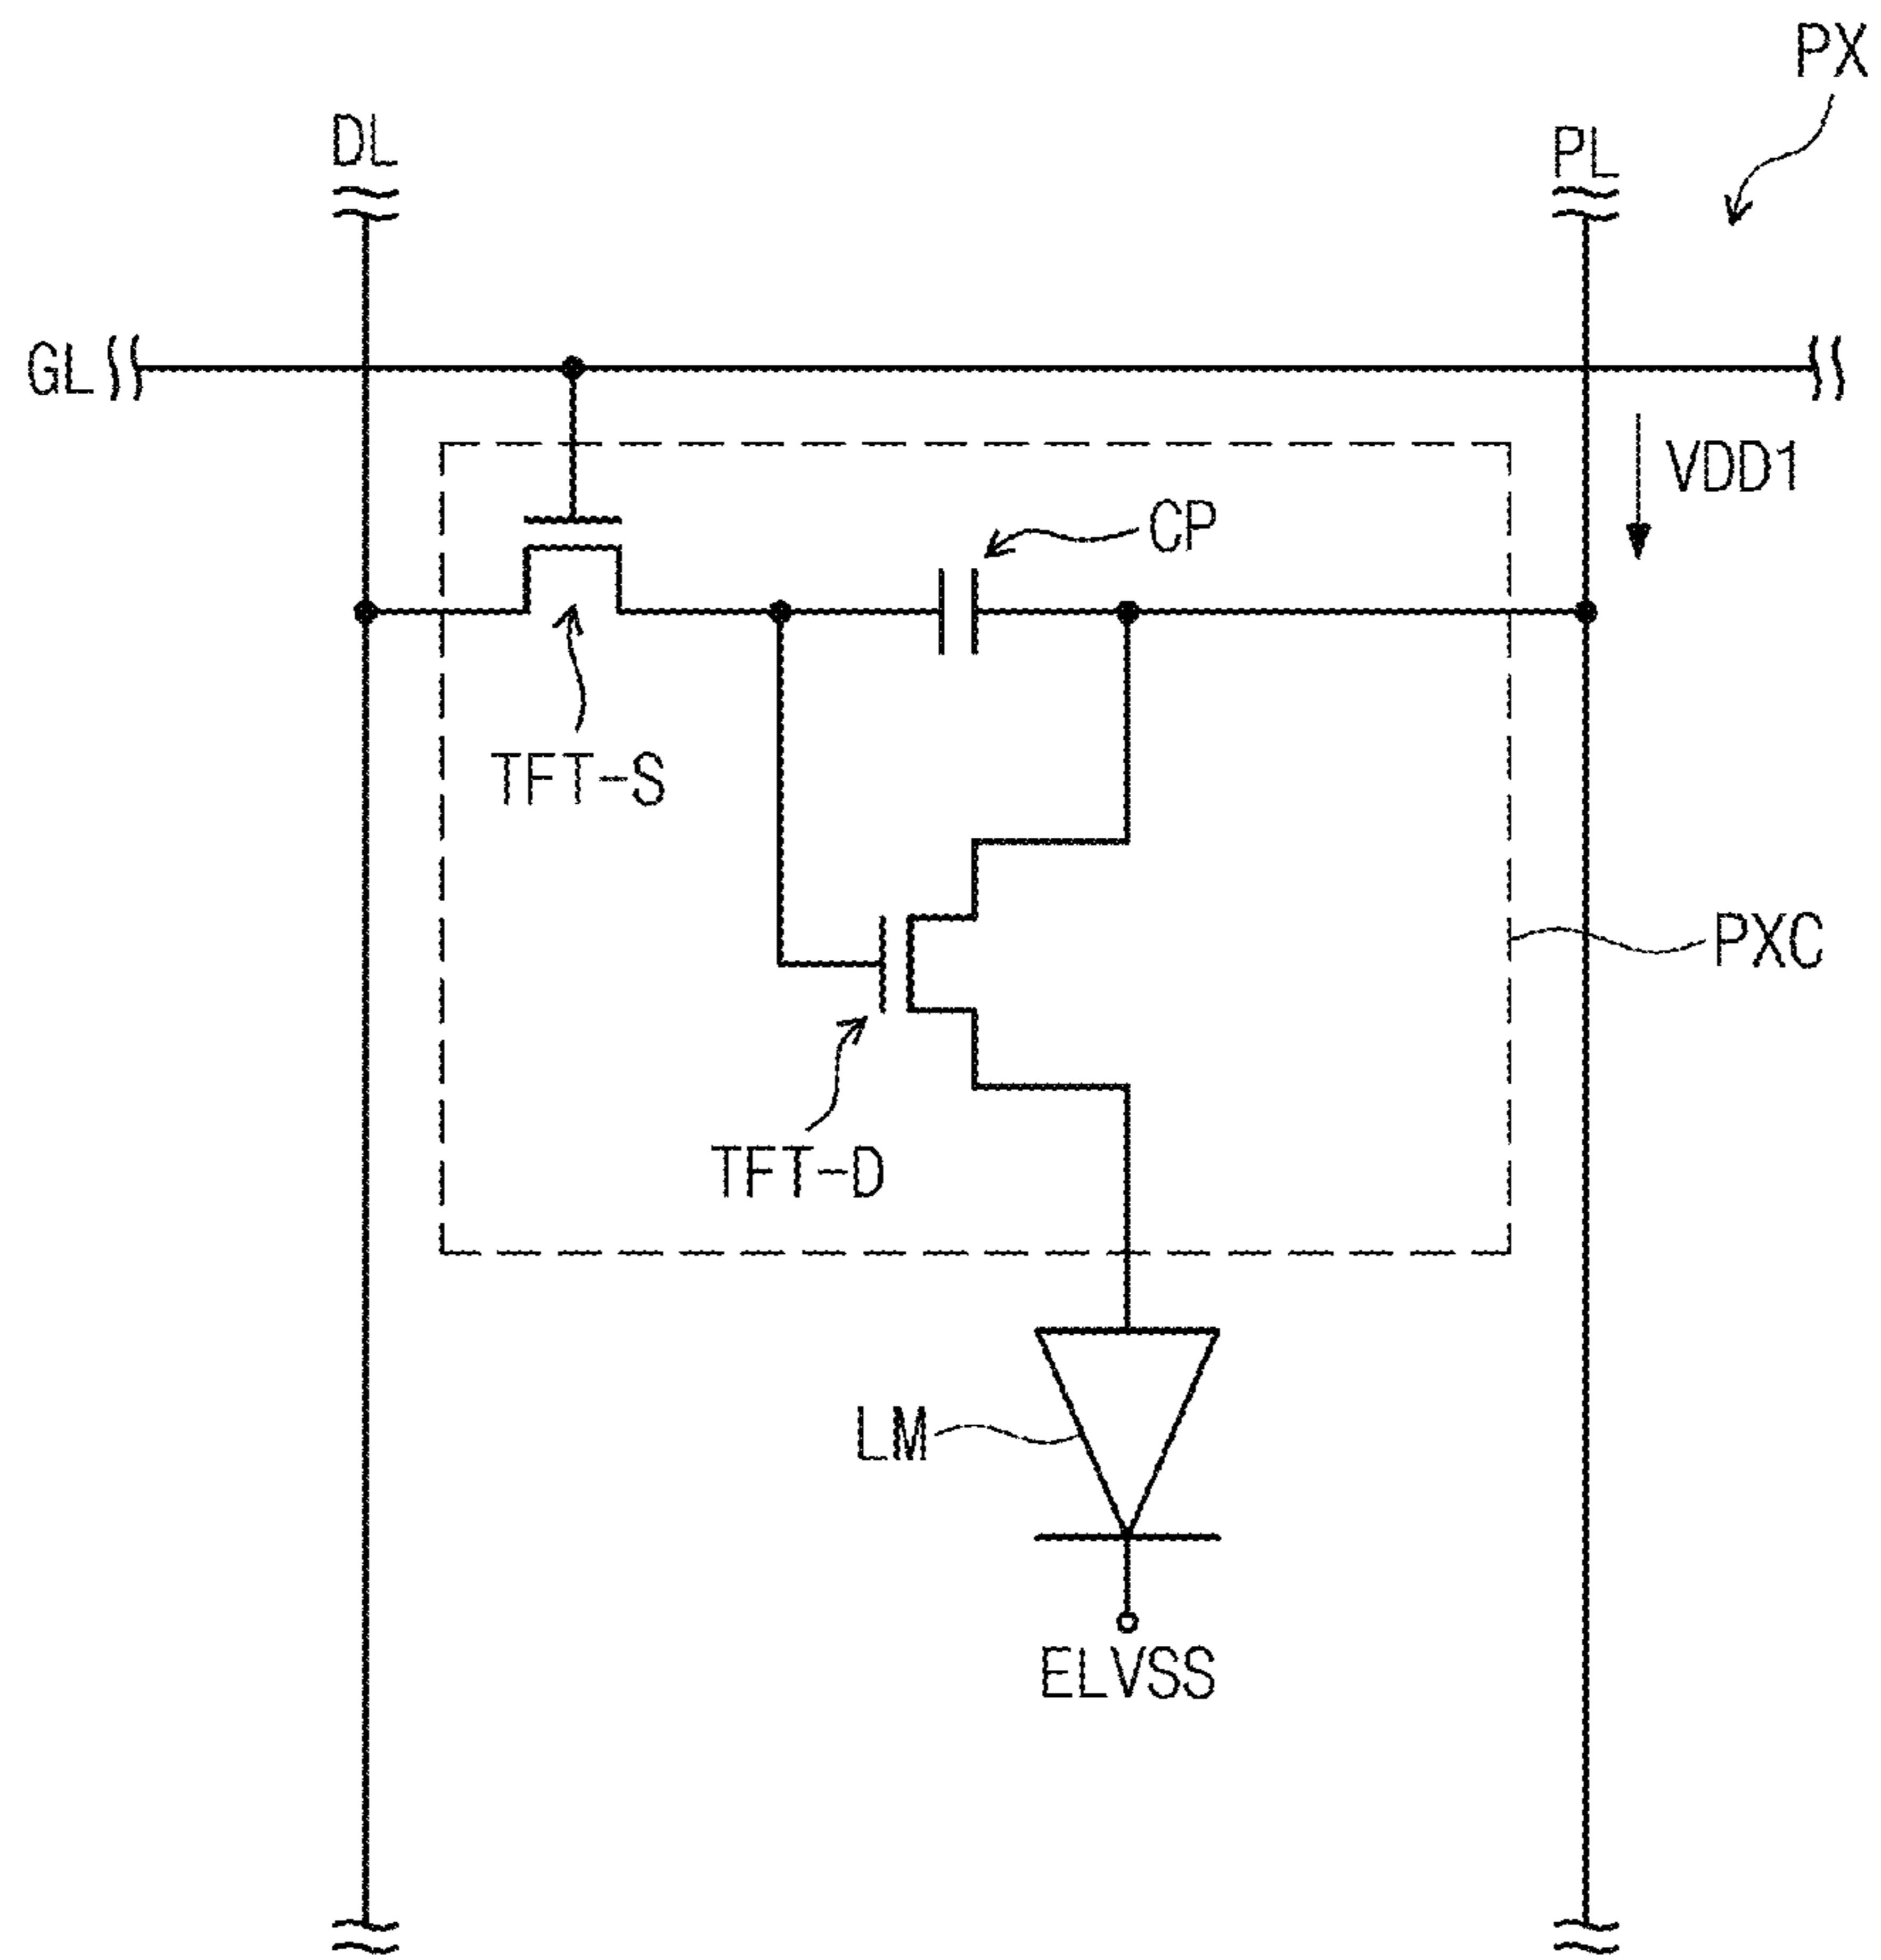 PX
DL
PL
GL
VDD1
CP
TFT-S
PXC
TFT-D
LM
ELVSS